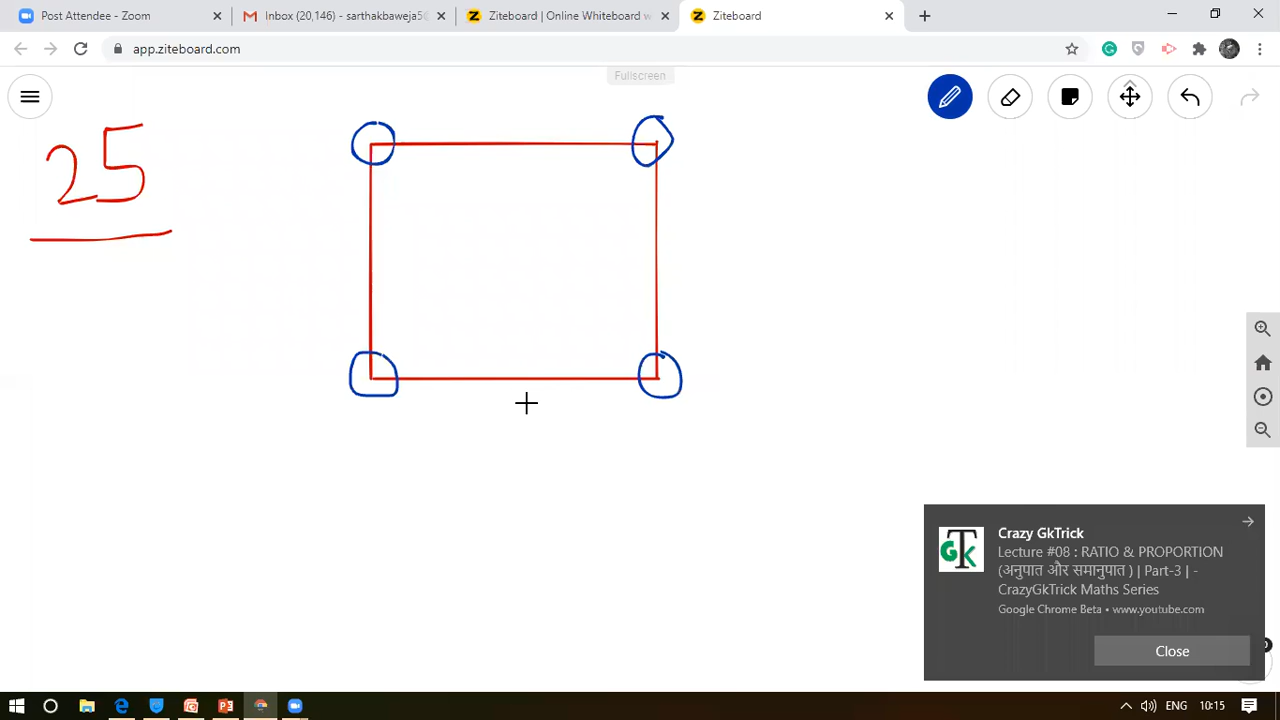 Post Attendee - Zoom
Inbox (20,146) - sarthakbaweja5
Ziteboard | Online Whiteboard w
Ziteboard
app.ziteboard.com
Fullscreen
25
Crazy GkTrick
Lecture #08 : RATIO & PROPORTION
(अनुपात और समानुपात ) | Part-3 | -
CrazyGkTrick Maths Series
Google Chrome Beta • www.youtube.com
Close
ENG
10:15